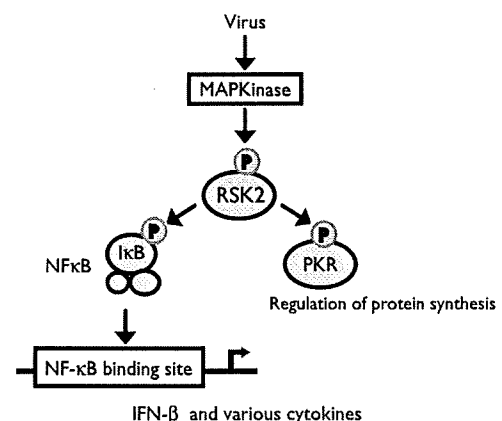 Virus
MAPKinase
P
RSK2
P
IκB
NFκB
P
PKR
Regulation of protein synthesis
NF-κB binding site
IFN-β and various cytokines